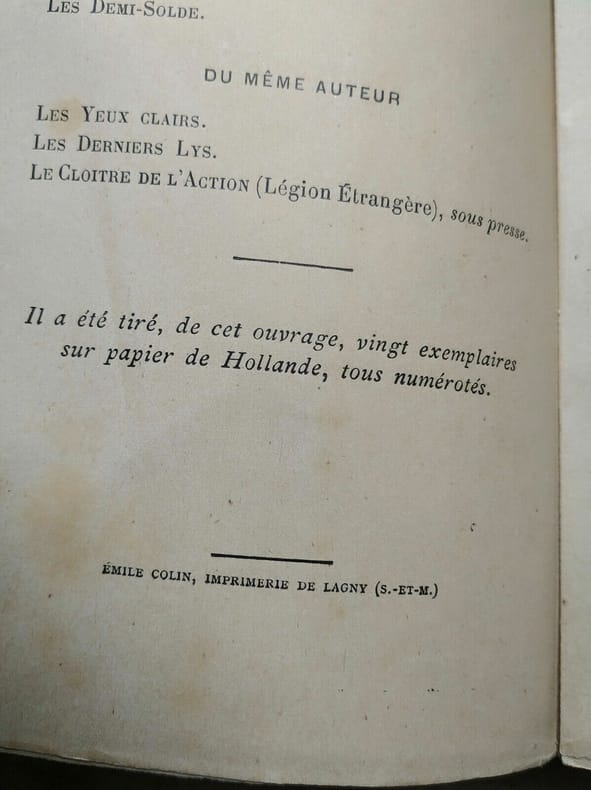 LES DEMI-SOLDE.
DU MÊME AUTEUR
LES YEUX CLAIRS.
LES DERNIERS LYS.
LE CLOITRE DE L'ACTION (Légion Étrangère), sous presse.
Il a été tiré, de cet ouvrage, vingt exemplaires
sur papier de Hollande, tous numérotés.
ÉMILE COLIN, IMPRIMERIE DE LAGNY (S.-ET-M.)